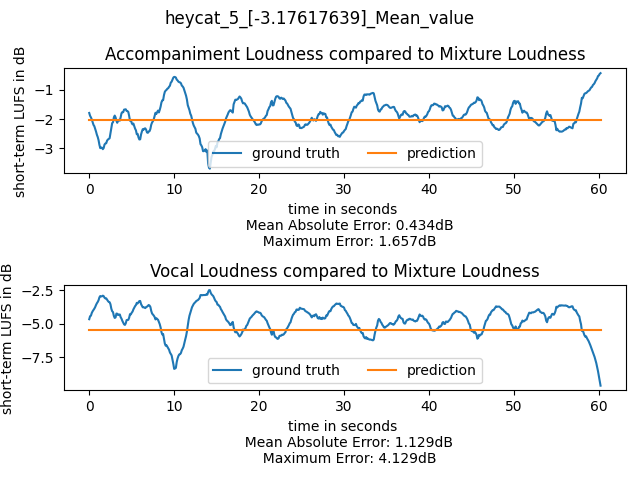 heycat_5_[-3.17617639]_Mean_value
Accompaniment Loudness compared to Mixture Loudness
short-term LUFS in dB
−1
−2
−3
ground truth
prediction
0 10 20 30 40 50 60
time in seconds
Mean Absolute Error: 0.434dB
Maximum Error: 1.657dB
Vocal Loudness compared to Mixture Loudness
short-term LUFS in dB
−2.5
−5.0
−7.5
ground truth
prediction
0 10 20 30 40 50 60
time in seconds
Mean Absolute Error: 1.129dB
Maximum Error: 4.129dB